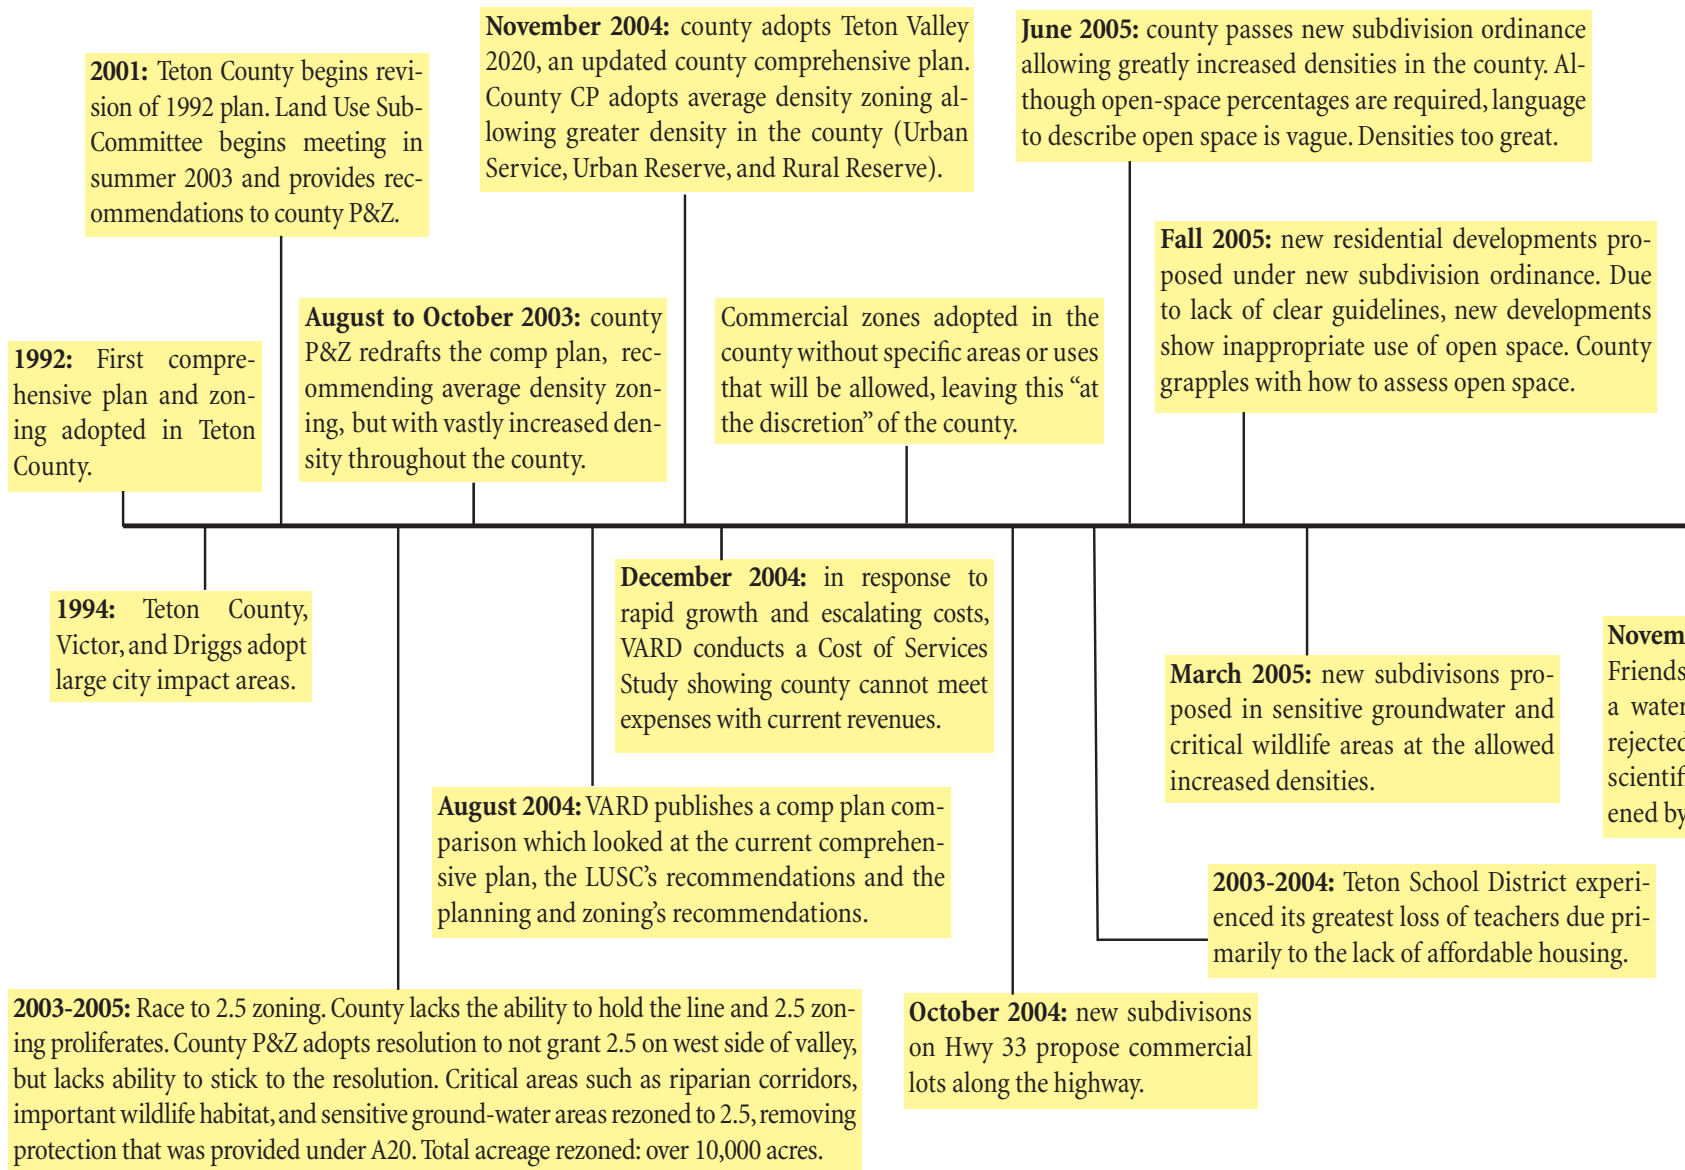 November 2004: county adopts Teton Valley
2020, an updated county comprehensive plan.
County CP adopts average density zoning al-
lowing greater density in the county (Urban
Service, Urban Reserve, and Rural Reserve).
June 2005: county passes new subdivision ordinance
allowing greatly increased densities in the county. Al-
though open-space percentages are required, language
to describe open space is vague. Densities too great.
2001: Teton County begins revi-
sion of 1992 plan. Land Use Sub-
Committee begins meeting in
summer 2003 and provides rec-
ommendations to county P&Z.
Fall 2005: new residential developments pro-
posed under new subdivision ordinance. Due
to lack of clear guidelines, new developments
show inappropriate use of open space. County
grapples with how to assess open space.
August to October 2003: county
P&Z redrafts the comp plan, rec-
ommending average density zon-
ing, but with vastly increased den-
sity throughout the county.
Commercial zones adopted in the
county without specific areas or uses
that will be allowed, leaving this “at
the discretion” of the county.
1992: First compre-
hensive plan and zon-
ing adopted in Teton
County.
1994: Teton County,
Victor, and Driggs adopt
large city impact areas.
December 2004: in response to
rapid growth and escalating costs,
VARD conducts a Cost of Services
Study showing county cannot meet
expenses with current revenues.
March 2005: new subdivisons pro-
posed in sensitive groundwater and
critical wildlife areas at the allowed
increased densities.
Novem
Friends
a water
rejected
scientif
ened by
August 2004: VARD publishes a comp plan com-
parison which looked at the current comprehen-
sive plan, the LUSC’s recommendations and the
planning and zoning’s recommendations.
2003-2004: Teton School District experi-
enced its greatest loss of teachers due pri-
marily to the lack of affordable housing.
2003-2005: Race to 2.5 zoning. County lacks the ability to hold the line and 2.5 zon-
ing proliferates. County P&Z adopts resolution to not grant 2.5 on west side of valley,
but lacks ability to stick to the resolution. Critical areas such as riparian corridors,
important wildlife habitat, and sensitive ground-water areas rezoned to 2.5, removing
protection that was provided under A20. Total acreage rezoned: over 10,000 acres.
October 2004: new subdivisons
on Hwy 33 propose commercial
lots along the highway.